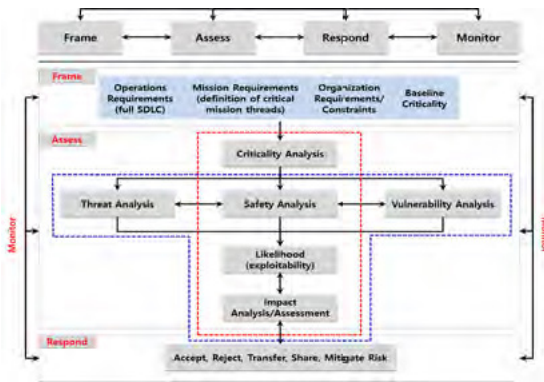 Frame
Assess
Respond
Monitor
Frame
Operations
Requirements
(full SDLC)
Mission Requirements
(definition of critical
mission threads)
Organization
Requirements/
Constraints
Baseline
Criticality
Assess
Criticality Analysis
Threat Analysis
Safety Analysis
Vulnerability Analysis
Monitor
Likelihood
(exploitability)
Impact
Analysis/Assessment
Respond
Accept, Reject, Transfer, Share, Mitigate Risk